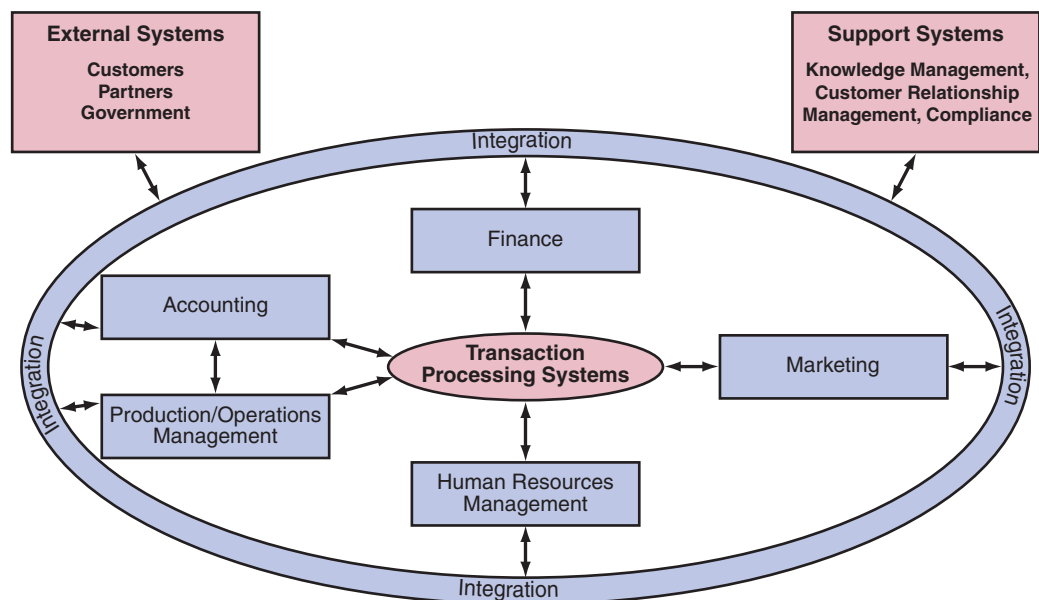 External Systems
Customers
Partners
Government
Support Systems
Knowledge Management,
Customer Relationship
Management, Compliance
Integration
Finance
Accounting
Integration
Transaction
Processing Systems
Marketing
Integration
Production/Operations
Management
Human Resources
Management
Integration